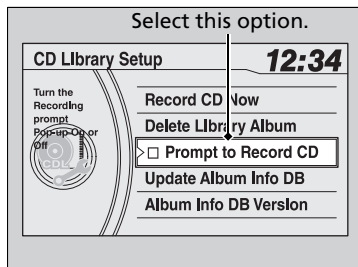 Select this option.
CD Library Setup
12:34
Turn the
Recording
prompt
Pop-up On or
Off
CDL
Record CD Now
Delete Library Album
Prompt to Record CD
Update Album Info DB
Album Info DB Version